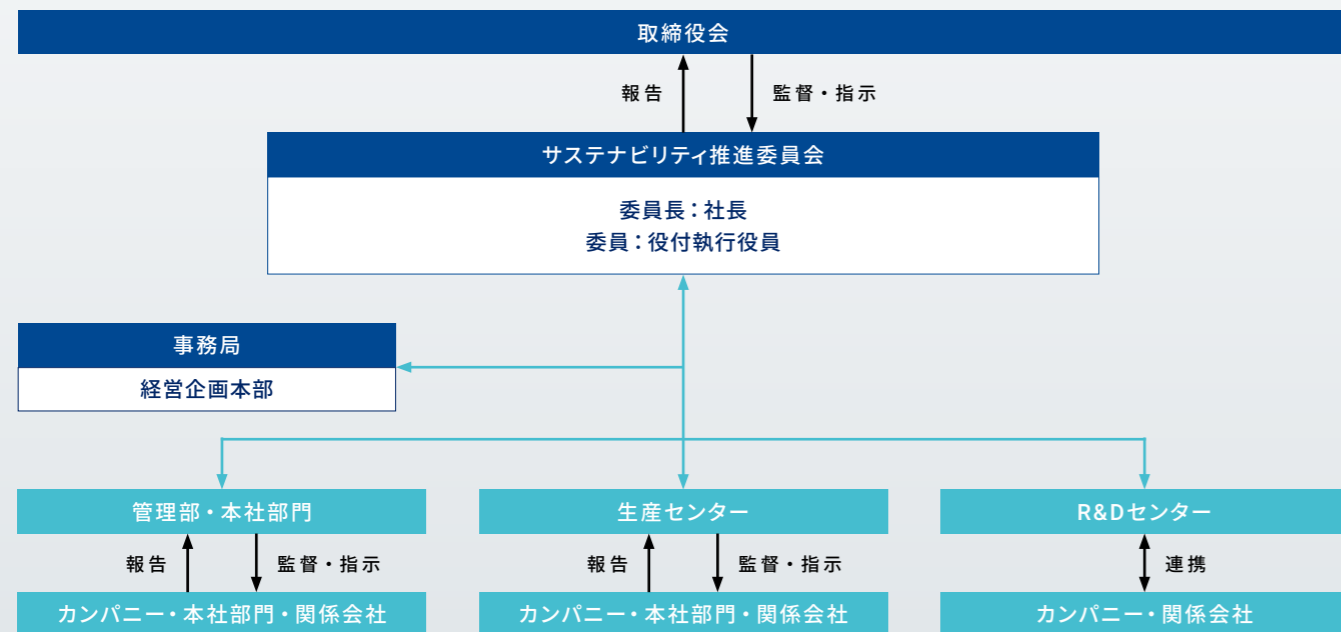 取締役会
報告
監督・指示
サステナビリティ推進委員会
委員長：社長
委員：役付執行役員
事務局
経営企画本部
管理部・本社部門
生産センター
R&Dセンター
報告
監督・指示
報告
監督・指示
連携
カンパニー・本社部門・関係会社
カンパニー・本社部門・関係会社
カンパニー・関係会社